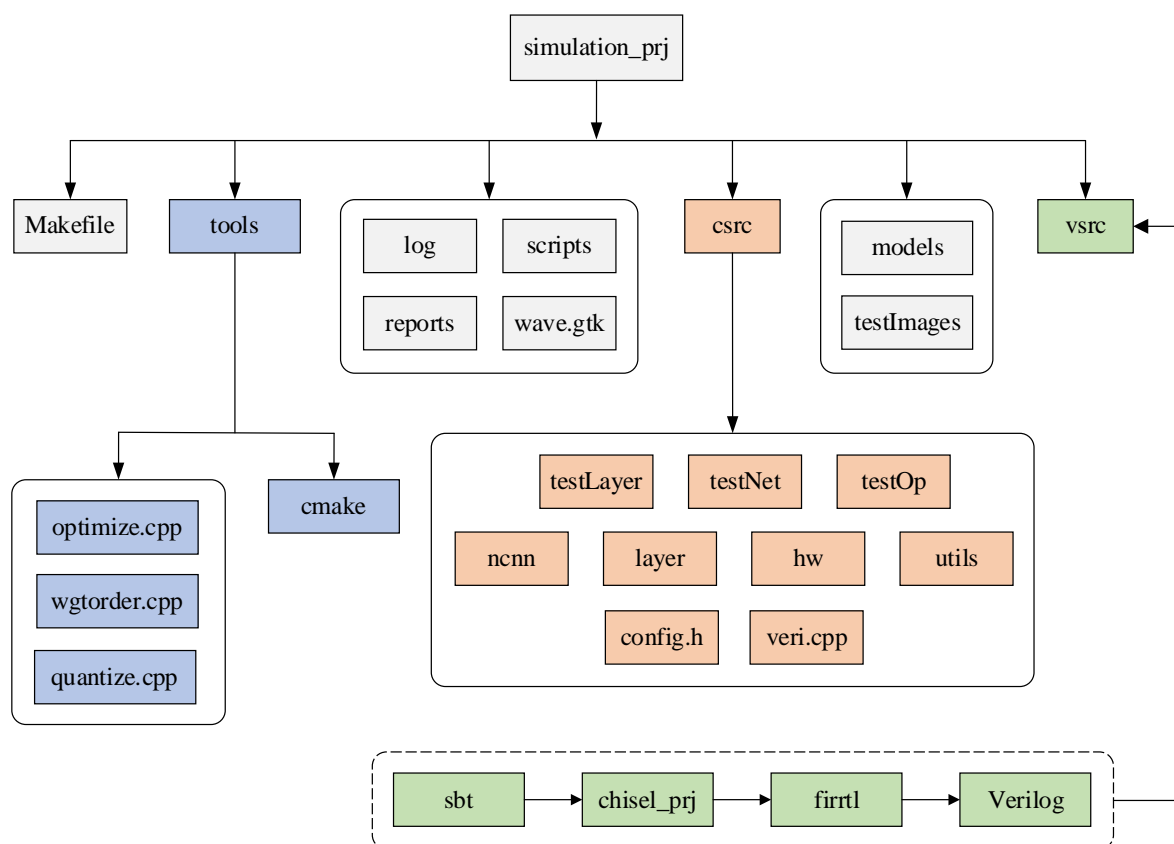 simulation_prj
Makefile
tools
log
scripts
reports
wave.gtk
csrc
models
testImages
vsrc
optimize.cpp
wgtorder.cpp
quantize.cpp
cmake
testLayer
testNet
testOp
ncnn
layer
hw
utils
config.h
veri.cpp
sbt
chisel_prj
firrtl
Verilog